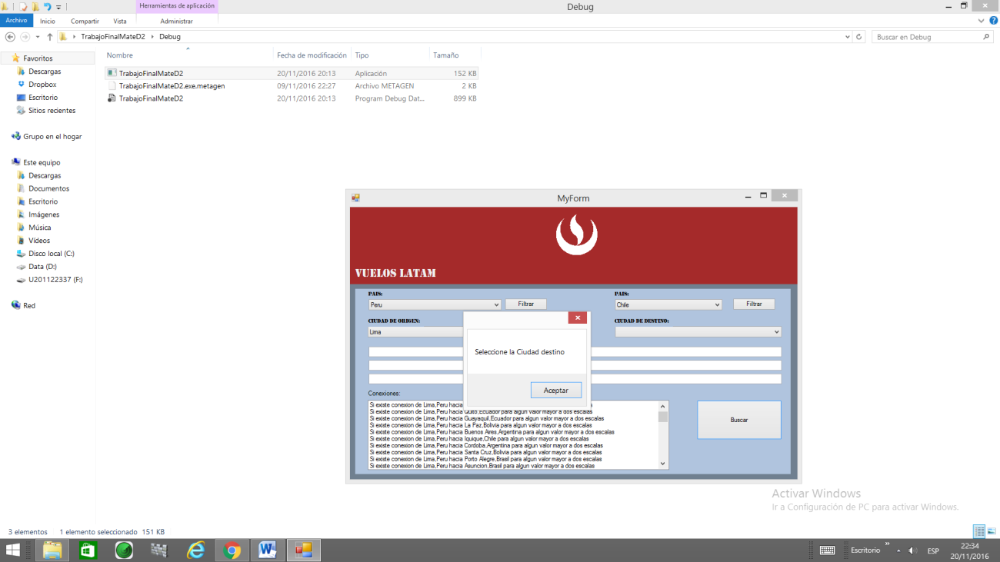 Herramientas de aplicación
Debug
Archivo Inicio Compartir Vista Administrar
TrabajoFinalMateD2 Debug
Buscar en Debug
Nombre Fecha de modificación Tipo Tamaño
TrabajoFinalMateD2 20/11/2016 20:13 Aplicación 152 KB
TrabajoFinalMateD2.exe.metagen 09/11/2016 22:27 Archivo METAGEN 2 KB
TrabajoFinalMateD2 20/11/2016 20:13 Program Debug Dat... 899 KB
Favoritos
Descargas
Dropbox
Escritorio
Sitios recientes
Grupo en el hogar
Este equipo
Descargas
Documentos
Escritorio
Imágenes
Música
Vídeos
Disco local (C:)
Data (D:)
U201122337 (F:)
Red
MyForm
VUELOS LATAM
PAIS: PAIS:
Peru Filtrar Chile Filtrar
CIUDAD DE ORIGEN: CIUDAD DE DESTINO:
Lima
Seleccione la Ciudad destino
Aceptar
Conexiones:
Si existe conexion de Lima,Peru hacia
Si existe conexion de Lima,Peru hacia Quito,Ecuador para algun valor mayor a dos escalas
Si existe conexion de Lima,Peru hacia Guayaquil,Ecuador para algun valor mayor a dos escalas
Si existe conexion de Lima,Peru hacia La Paz,Bolivia para algun valor mayor a dos escalas
Si existe conexion de Lima,Peru hacia Buenos Aires,Argentina para algun valor mayor a dos escalas
Si existe conexion de Lima,Peru hacia Iquique,Chile para algun valor mayor a dos escalas
Si existe conexion de Lima,Peru hacia Cordoba,Argentina para algun valor mayor a dos escalas
Si existe conexion de Lima,Peru hacia Santa Cruz,Bolivia para algun valor mayor a dos escalas
Si existe conexion de Lima,Peru hacia Porto Alegre,Brasil para algun valor mayor a dos escalas
Si existe conexion de Lima,Peru hacia Asuncion,Brasil para algun valor mayor a dos escalas
Buscar
Activar Windows
Ir a Configuración de PC para activar Windows.
3 elementos 1 elemento seleccionado 151 KB
Escritorio
ESP
22:34
20/11/2016